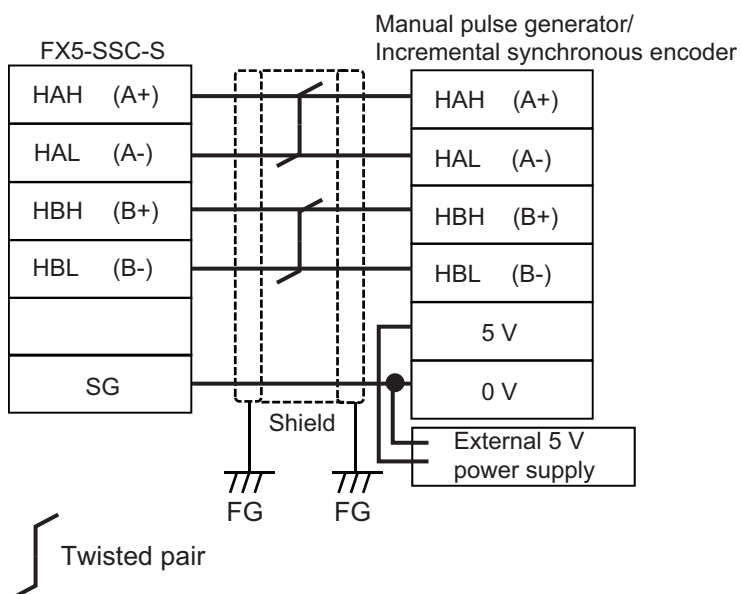 Manual pulse generator/
Incremental synchronous encoder
FX5-SSC-S
HAH (A+)
HAL (A-)
HBH (B+)
HBL (B-)
SG
HAH (A+)
HAL (A-)
HBH (B+)
HBL (B-)
5 V
0 V
Shield
External 5 V
power supply
FG
FG
Twisted pair